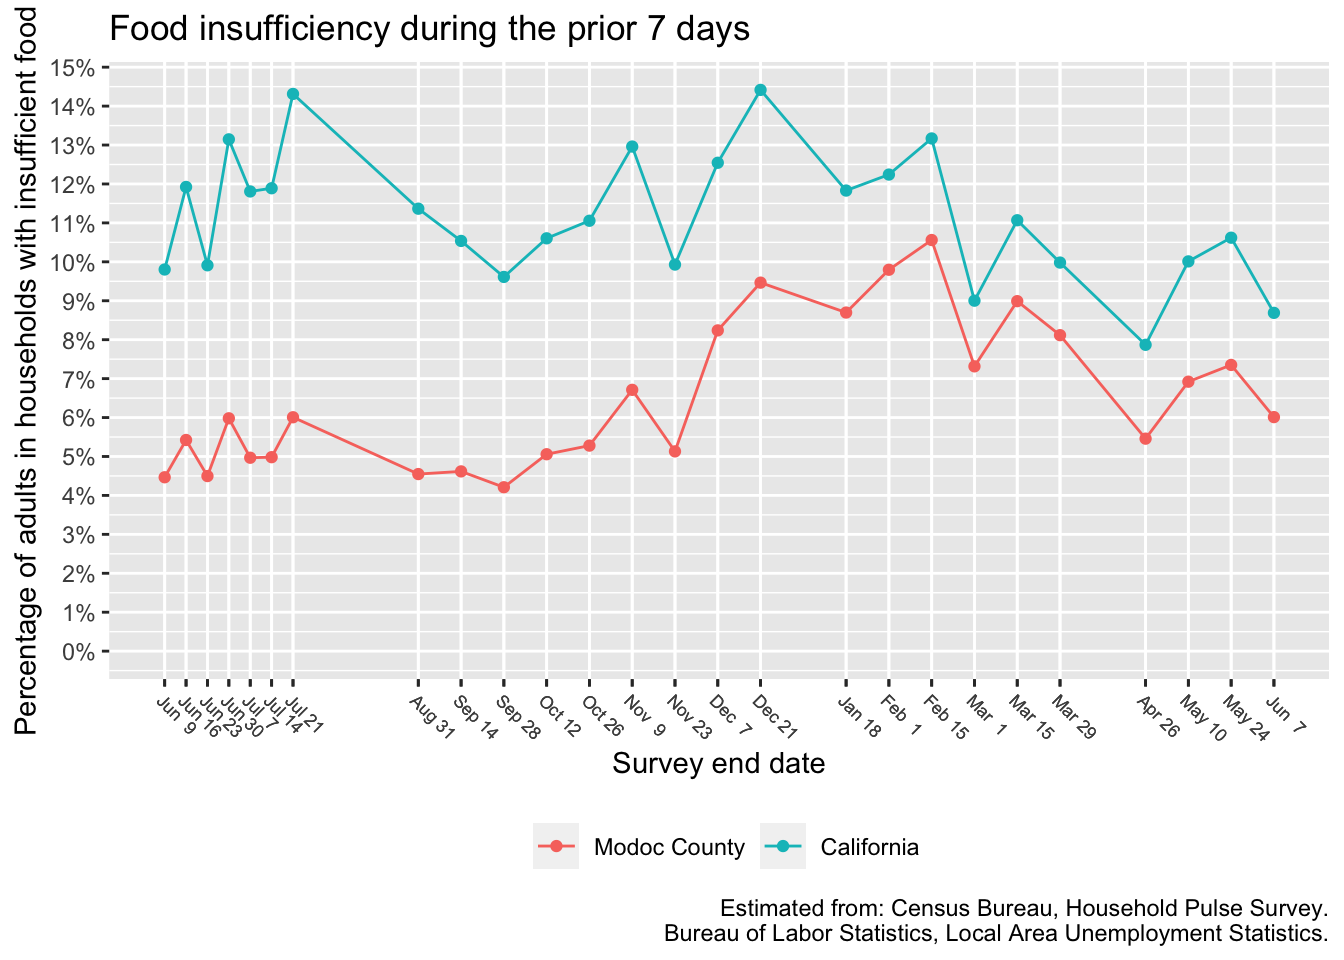 Food insufficiency during the prior 7 days
Percentage of adults in households with insufficient food
15%
14%
13%
12%
11%
10%
9%
8%
7%
6%
5%
4%
3%
2%
1%
0%
Jun 9
Jun 16
Jun 23
Jun 30
Jul 7
Jul 14
Jul 21
Aug 31
Sep 14
Sep 28
Oct 12
Oct 26
Nov 9
Nov 23
Dec 7
Dec 21
Jan 18
Feb 1
Feb 15
Mar 1
Mar 15
Mar 29
Apr 26
May 10
May 24
Jun 7
Survey end date
Modoc County
California
Estimated from: Census Bureau, Household Pulse Survey.
Bureau of Labor Statistics, Local Area Unemployment Statistics.